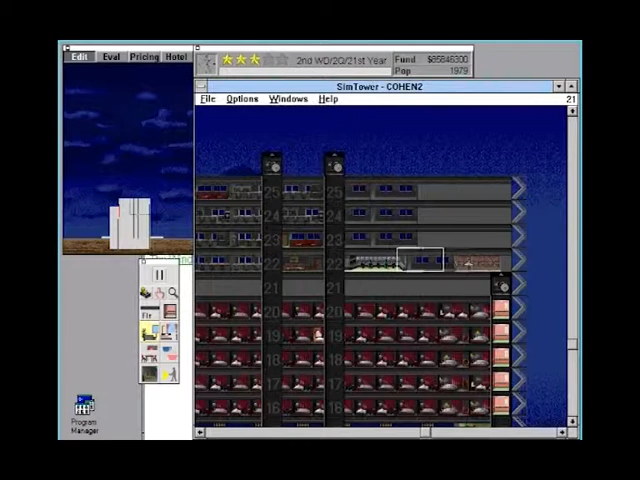 Edit Eval Pricing Hotel
2nd WD/2Q/21st Year
Fund
Pop 1979
SimTower - COHEN2
File Options Windows Help
21
25 25
24 24
23 23
22 22
21 21
20 20
19 19
18 18
17 17
16 16
Program
Manager